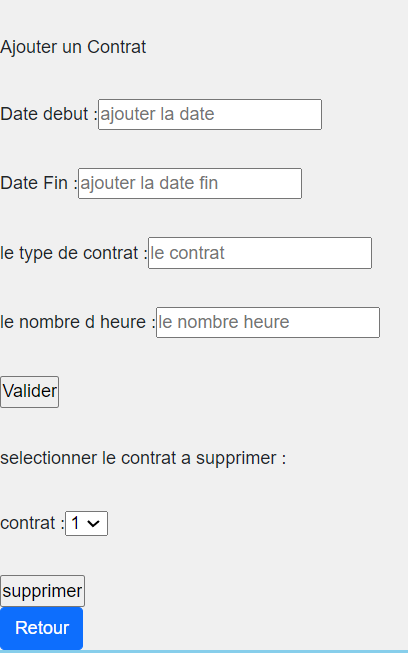 Ajouter un Contrat
Date debut :ajouter la date
Date Fin :ajouter la date fin
le type de contrat :le contrat
le nombre d heure :le nombre heure
Valider
selectionner le contrat a supprimer :
contrat :1
supprimer
Retour